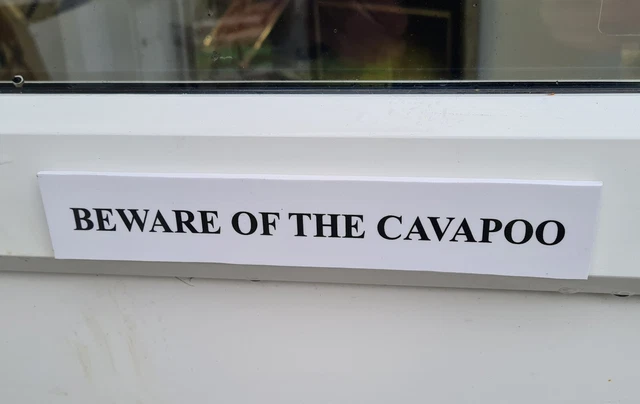 BEWARE OF THE CAVAPOO